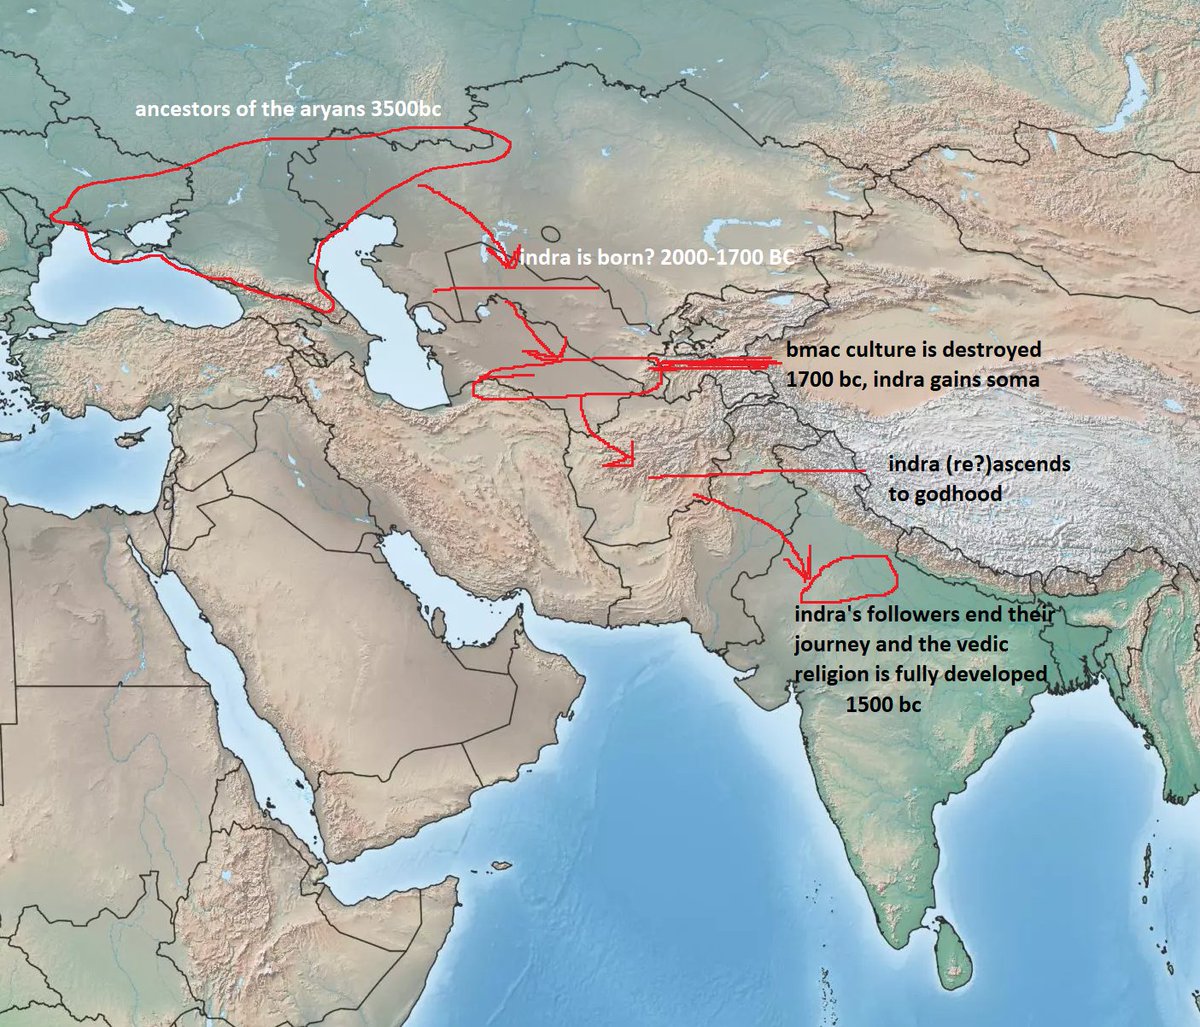 ancestors of the aryans 3500bc
indra is born? 2000-1700 BC
bmac culture is destroyed
1700 bc, indra gains soma
indra (re?)ascends
to godhood
indra's followers end their
journey and the vedic
religion is fully developed
1500 bc